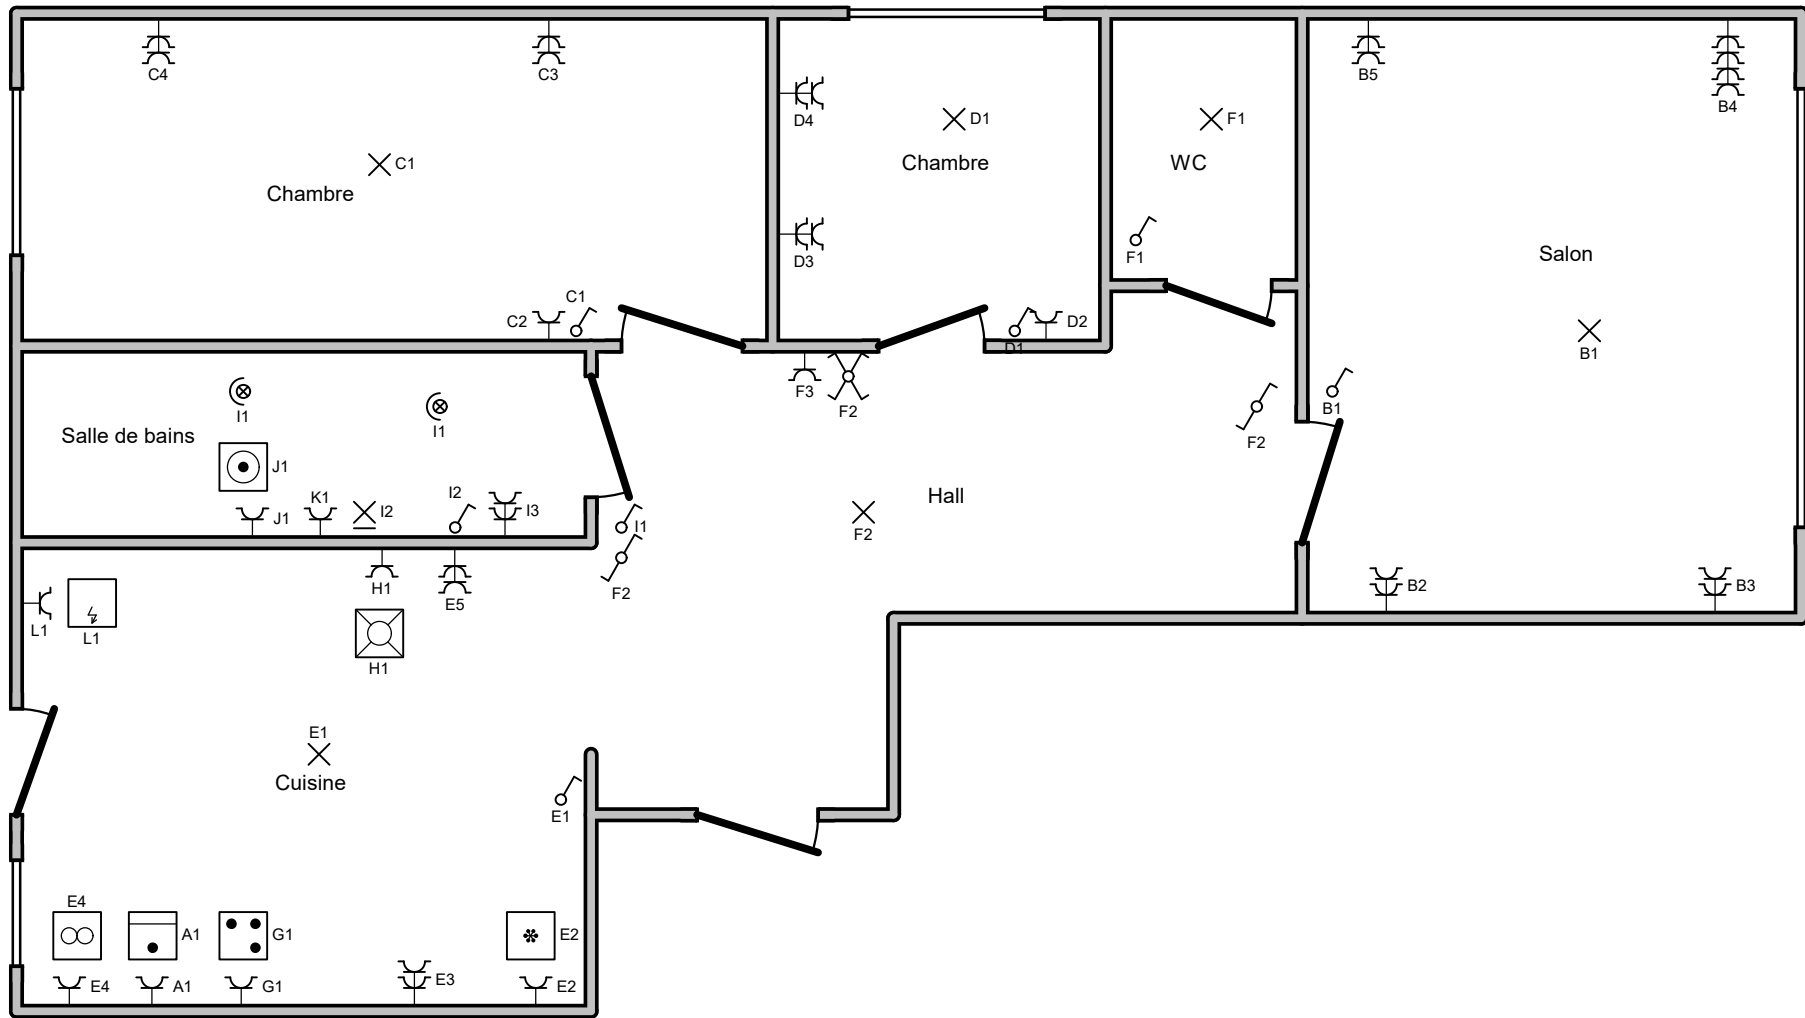 C4
C3
B5
B4
D4
D1
F1
C1
Chambre
Chambre
WC
F1
D3
Salon
C1
C2
D2
D1
B1
F3
F2
B1
F2
I1
I1
Salle de bains
J1
Hall
K1
I2
I2
J1
I3
I1
F2
H1
E5
F2
B2
B3
L1
L1
H1
E1
Cuisine
E1
E4
A1
G1
E2
E3
E4
A1
G1
E2